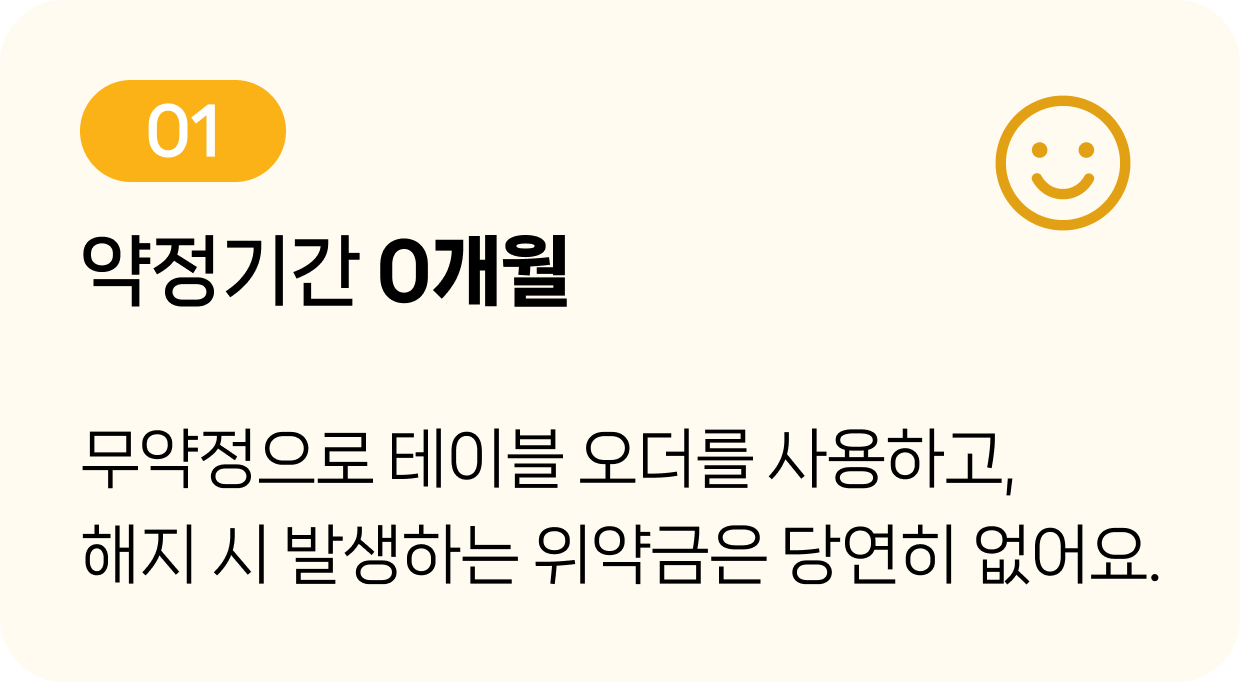 01
약정기간 0개월
무약정으로 테이블 오더를 사용하고,
해지 시 발생하는 위약금은 당연히 없어요.